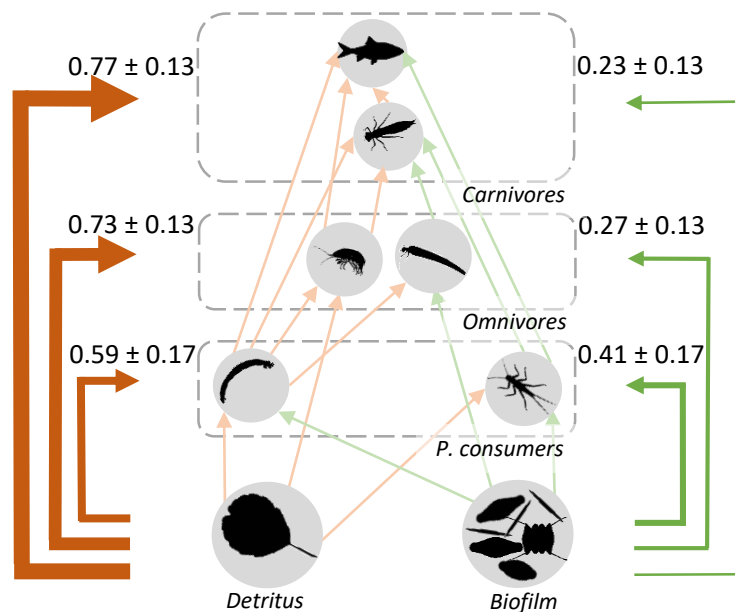 0.77 ± 0.13
0.23 ± 0.13
Carnivores
0.73 ± 0.13
0.27 ± 0.13
Omnivores
0.59 ± 0.17
0.41 ± 0.17
P. consumers
Detritus
Biofilm